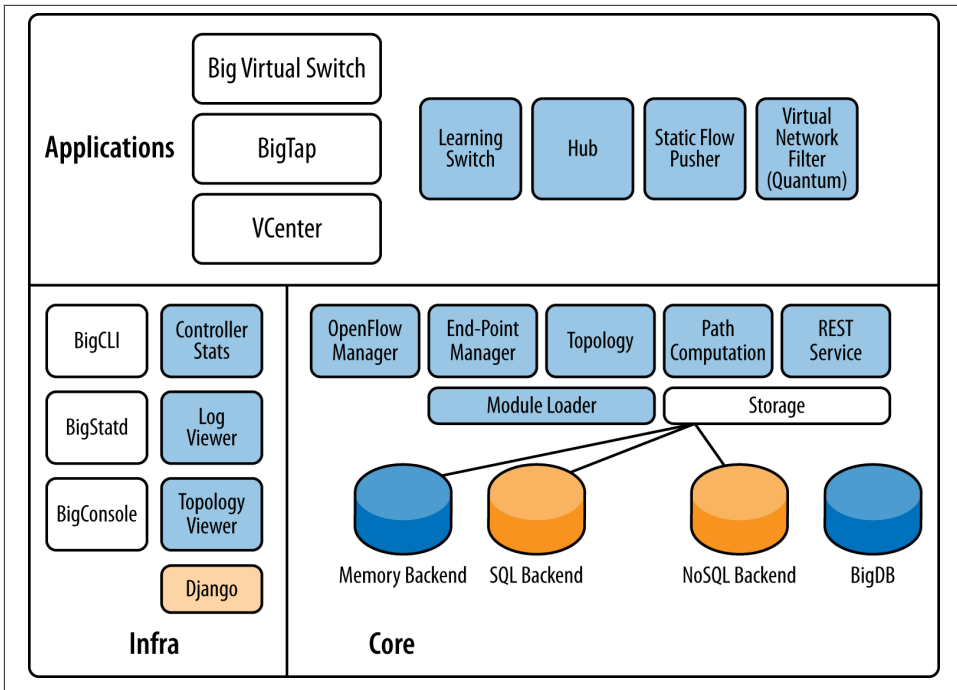 Applications
Big Virtual Switch
BigTap
VCenter
Learning
Switch
Hub
Static Flow
Pusher
Virtual
Network
Filter
(Quantum)
BigCLI
Controller
Stats
BigStatd
Log
Viewer
BigConsole
Topology
Viewer
Django
Infra
OpenFlow
Manager
End-Point
Manager
Topology
Path
Computation
REST
Service
Module Loader
Storage
Memory Backend
SQL Backend
NoSQL Backend
BigDB
Core